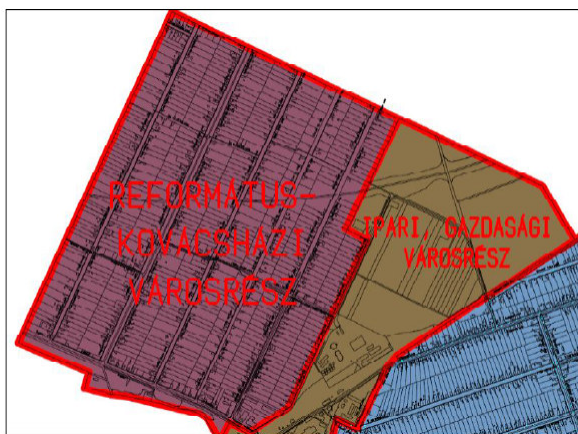 REFORMÁTUS-
KOVÁCSHÁZI
VÁROSRÉSZ
IPARI, GAZDASÁGI
VÁROSRÉSZ